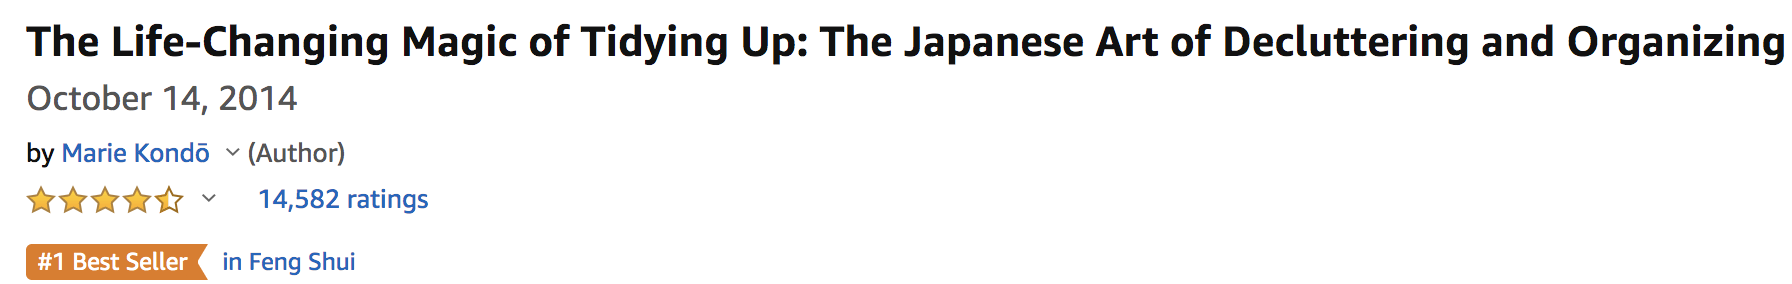 The Life-Changing Magic of Tidying Up: The Japanese Art of Decluttering and Organizing
October 14, 2014
by Marie Kondō (Author)
14,582 ratings
#1 Best Seller in Feng Shui